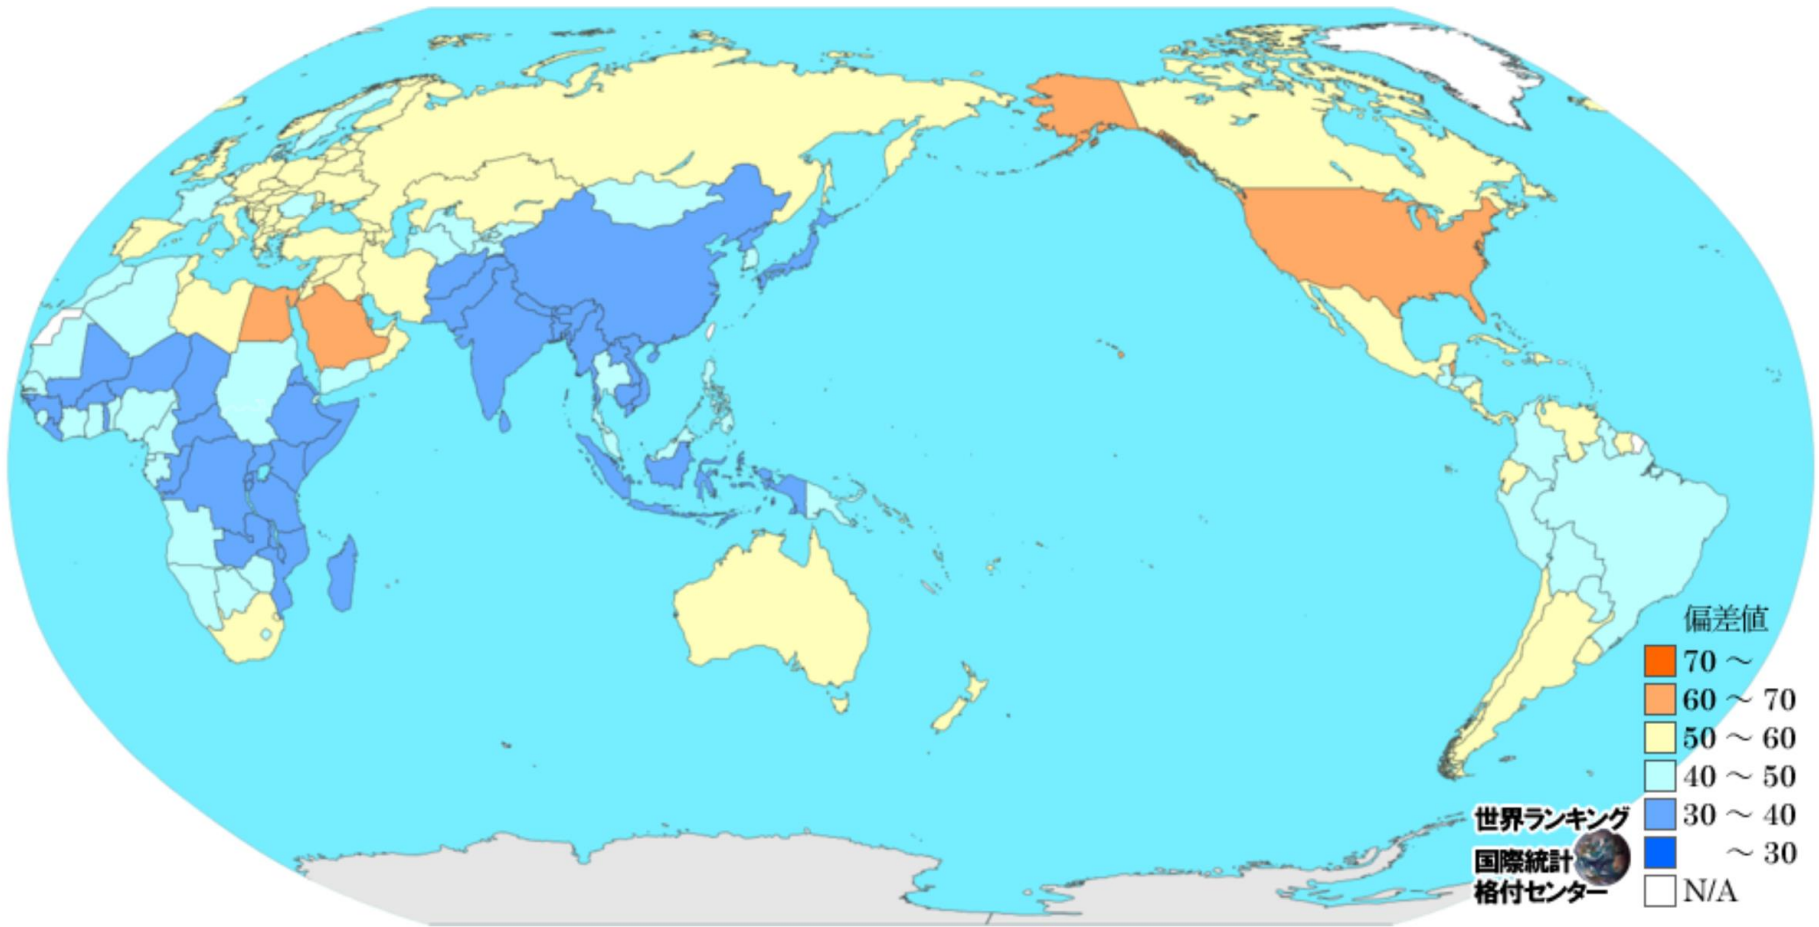 偏差値
70 ～
60 ～ 70
50 ～ 60
40 ～ 50
30 ～ 40
～ 30
N/A
世界ランキング
国際統計
格付センター